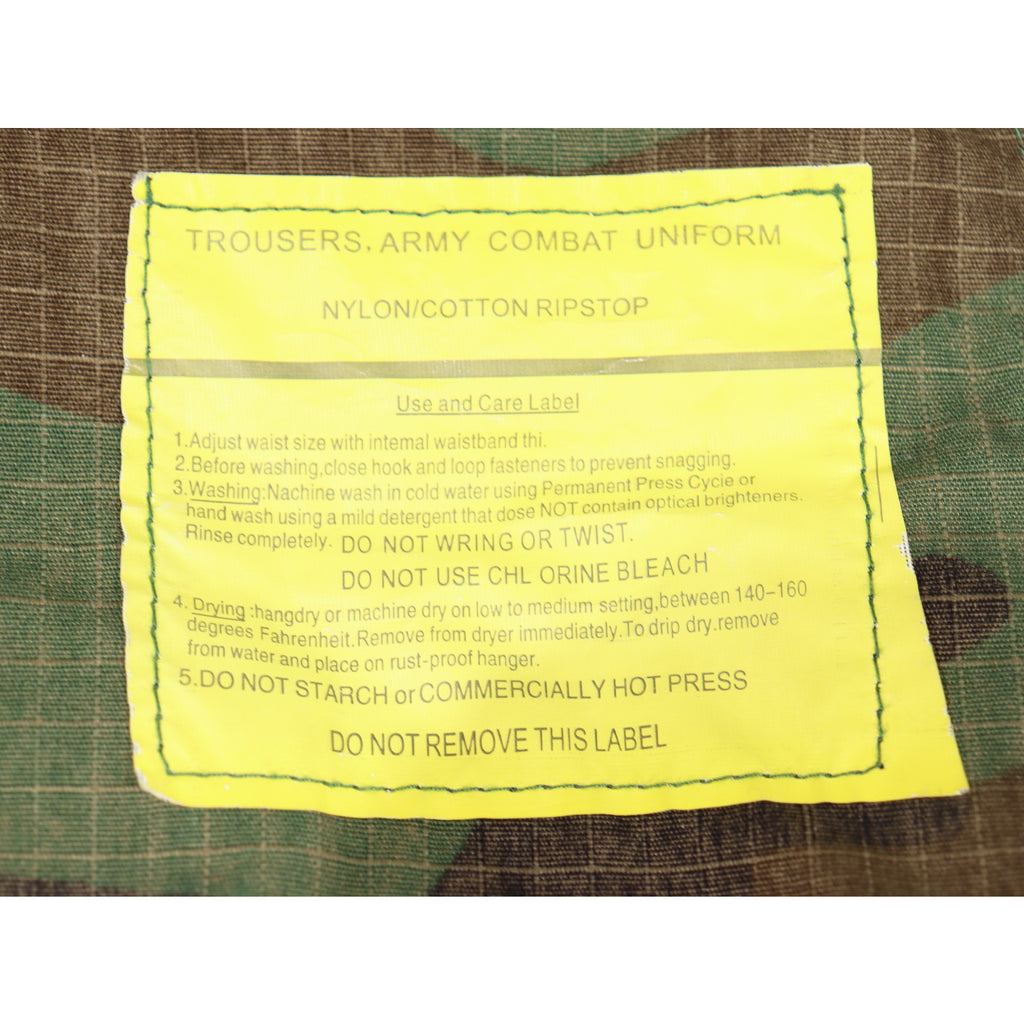 TROUSERS, ARMY COMBAT UNIFORM
NYLON/COTTON RIPSTOP
Use and Care Label
1.Adjust waist size with intemal waistband thi.
2.Before washing,close hook and loop fasteners to prevent snagging.
3.Washing:Nachine wash in cold water using Permanent Press Cycie or
hand wash using a mild detergent that dose NOT contain optical brighteners.
Rinse completely. DO NOT WRING OR TWIST.
DO NOT USE CHL ORINE BLEACH
4. Drying :hangdry or machine dry on low to medium setting,between 140-160
degrees Fahrenheit.Remove from dryer immediately.To drip dry.remove
from water and place on rust-proof hanger.
5.DO NOT STARCH or COMMERCIALLY HOT PRESS
DO NOT REMOVE THIS LABEL